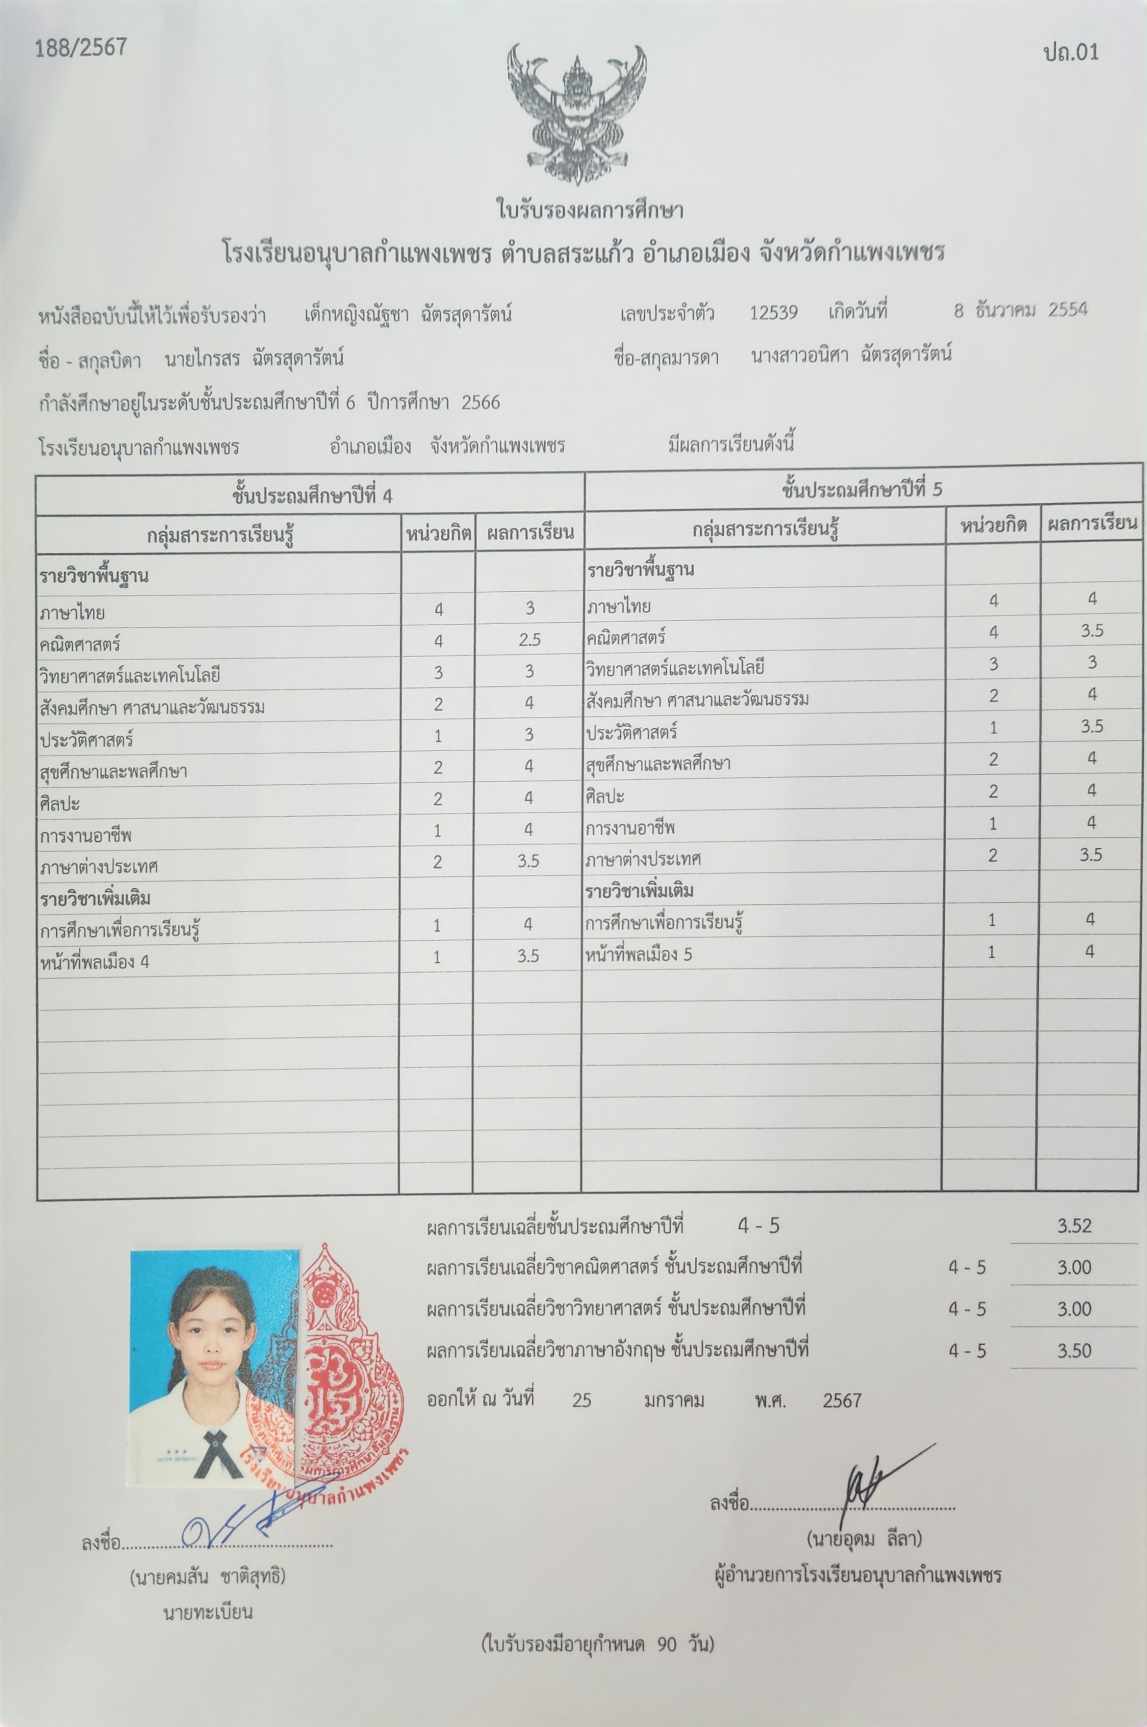 188/2567
ปถ.01
ใบรับรองผลการศึกษา
โรงเรียนอนุบาลกำแพงเพชร ตำบลสระแก้ว อำเภอเมือง จังหวัดกำแพงเพชร
หนังสือฉบับนี้ให้ไว้เพื่อรับรองว่า เด็กหญิงณัฐชา ฉัตรสุดารัตน์ เลขประจำตัว 12539 เกิดวันที่ 8 ธันวาคม 2554
ชื่อ - สกุลบิดา นายไกรสร ฉัตรสุดารัตน์ ชื่อ-สกุลมารดา นางสาวอนิศา ฉัตรสุดารัตน์
กำลังศึกษาอยู่ในระดับชั้นประถมศึกษาปีที่ 6 ปีการศึกษา 2566
โรงเรียนอนุบาลกำแพงเพชร อำเภอเมือง จังหวัดกำแพงเพชร มีผลการเรียนดังนี้
ชั้นประถมศึกษาปีที่ 4 ชั้นประถมศึกษาปีที่ 5
กลุ่มสาระการเรียนรู้ หน่วยกิต ผลการเรียน กลุ่มสาระการเรียนรู้ หน่วยกิต ผลการเรียน
รายวิชาพื้นฐาน รายวิชาพื้นฐาน
ภาษาไทย 4 3 ภาษาไทย 4 4
คณิตศาสตร์ 4 2.5 คณิตศาสตร์ 4 3.5
วิทยาศาสตร์และเทคโนโลยี 3 3 วิทยาศาสตร์และเทคโนโลยี 3 3
สังคมศึกษา ศาสนาและวัฒนธรรม 2 4 สังคมศึกษา ศาสนาและวัฒนธรรม 2 4
ประวัติศาสตร์ 1 3 ประวัติศาสตร์ 1 3.5
สุขศึกษาและพลศึกษา 2 4 สุขศึกษาและพลศึกษา 2 4
ศิลปะ 2 4 ศิลปะ 2 4
การงานอาชีพ 1 4 การงานอาชีพ 1 4
ภาษาต่างประเทศ 2 3.5 ภาษาต่างประเทศ 2 3.5
รายวิชาเพิ่มเติม รายวิชาเพิ่มเติม
การศึกษาเพื่อการเรียนรู้ 1 4 การศึกษาเพื่อการเรียนรู้ 1 4
หน้าที่พลเมือง 4 1 3.5 หน้าที่พลเมือง 5 1 4
ผลการเรียนเฉลี่ยชั้นประถมศึกษาปีที่ 4 - 5 3.52
ผลการเรียนเฉลี่ยวิชาคณิตศาสตร์ ชั้นประถมศึกษาปีที่ 4 - 5 3.00
ผลการเรียนเฉลี่ยวิชาวิทยาศาสตร์ ชั้นประถมศึกษาปีที่ 4 - 5 3.00
ผลการเรียนเฉลี่ยวิชาภาษาอังกฤษ ชั้นประถมศึกษาปีที่ 4 - 5 3.50
ออกให้ ณ วันที่ 25 มกราคม พ.ศ. 2567
โรงเรียนอนุบาลกำแพงเพชร
ลงชื่อ
(นายคมสัน ชาติสุทธิ)
นายทะเบียน
ลงชื่อ
(นายอุดม ลีลา)
ผู้อำนวยการโรงเรียนอนุบาลกำแพงเพชร
(ใบรับรองมีอายุกำหนด 90 วัน)